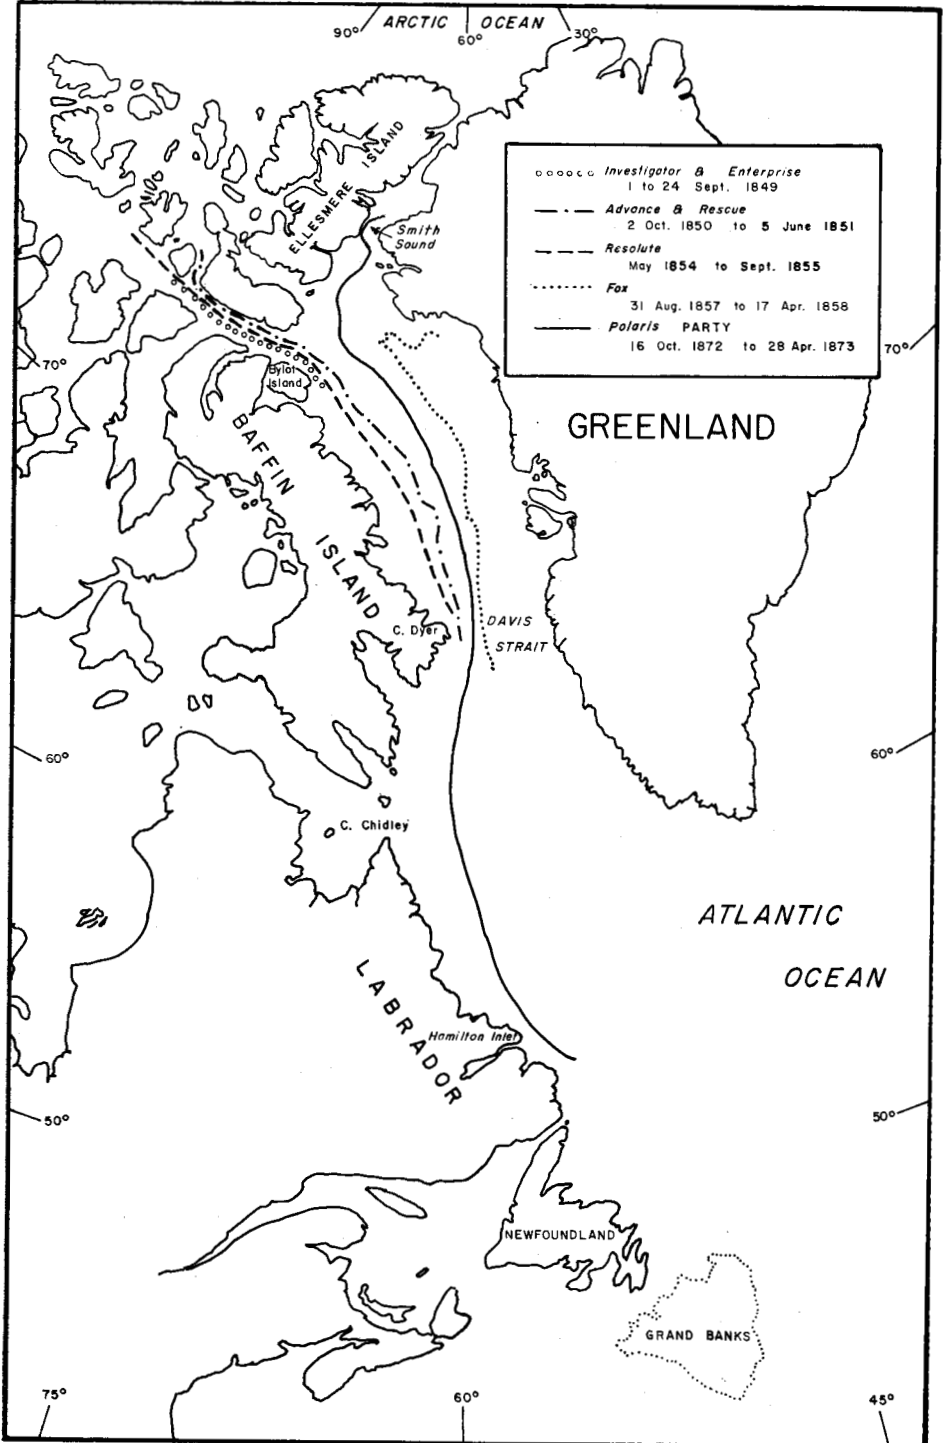 ARCTIC OCEAN
90° 60° 30°
Investigator & Enterprise
1 to 24 Sept. 1849
Advance & Rescue
2 Oct. 1850 to 5 June 1851
Resolute
May 1854 to Sept. 1855
Fox
31 Aug. 1857 to 17 Apr. 1858
Polaris PARTY
16 Oct. 1872 to 28 Apr. 1873
ELLESMERE ISLAND
Smith
Sound
70°
70°
Bylot
Island
GREENLAND
BAFFIN
ISLAND
C. Dyer
DAVIS
STRAIT
60°
60°
C. Chidley
ATLANTIC
OCEAN
LABRADOR
Hamilton Inlet
50°
50°
NEWFOUNDLAND
GRAND BANKS
75°
60°
45°